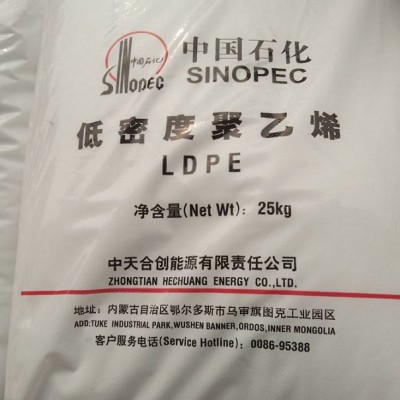 中国石化
SINOPEC
中国石化
SINOPEC
低密度聚乙烯
LDPE
净含量(Net Wt): 25kg
中天合创能源有限责任公司
ZHONGTIAN HECHUANG ENERGY CO.,LTD.
地址: 内蒙古自治区鄂尔多斯市乌审旗图克工业园区
ADD:TUKE INDUSTRIAL PARK,WUSHEN BANNER,ORDOS,INNER MONGOLIA
客户服务电话(Service Hotline): 0086-95388